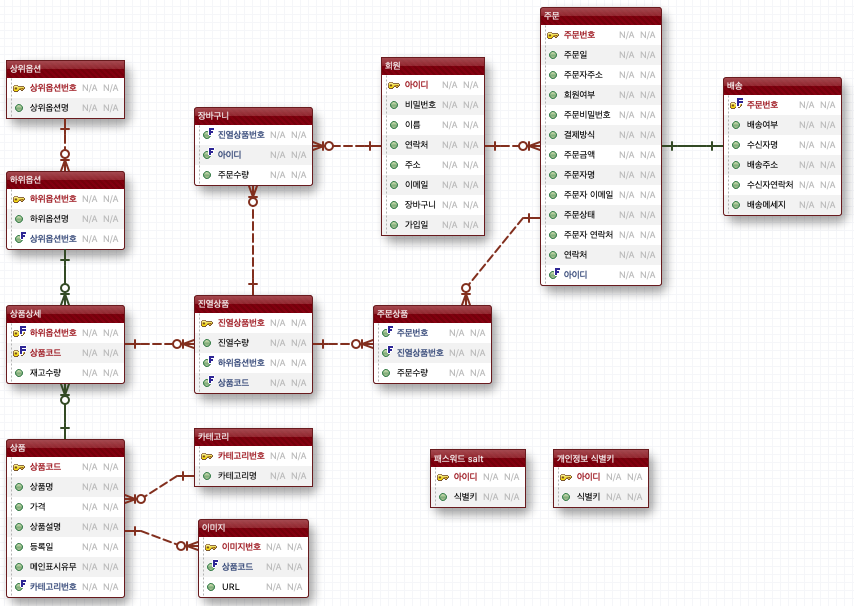 상위옵션
상위옵션번호 N/A N/A
상위옵션명 N/A N/A
하위옵션
하위옵션번호 N/A N/A
하위옵션명 N/A N/A
상위옵션번호 N/A N/A
상품상세
하위옵션번호 N/A N/A
상품코드 N/A N/A
재고수량 N/A N/A
상품
상품코드 N/A N/A
상품명 N/A N/A
가격 N/A N/A
상품설명 N/A N/A
등록일 N/A N/A
메인표시유무 N/A N/A
카테고리번호 N/A N/A
장바구니
진열상품번호 N/A N/A
아이디 N/A N/A
주문수량 N/A N/A
진열상품
진열상품번호 N/A N/A
진열수량 N/A N/A
하위옵션번호 N/A N/A
상품코드 N/A N/A
카테고리
카테고리번호 N/A N/A
카테고리명 N/A N/A
이미지
이미지번호 N/A N/A
상품코드 N/A N/A
URL N/A N/A
회원
아이디 N/A N/A
비밀번호 N/A N/A
이름 N/A N/A
연락처 N/A N/A
주소 N/A N/A
이메일 N/A N/A
장바구니 N/A N/A
가입일 N/A N/A
주문상품
주문번호 N/A N/A
진열상품번호 N/A N/A
주문수량 N/A N/A
주문
주문번호 N/A N/A
주문일 N/A N/A
주문자주소 N/A N/A
회원여부 N/A N/A
주문비밀번호 N/A N/A
결제방식 N/A N/A
주문금액 N/A N/A
주문자명 N/A N/A
주문자 이메일 N/A N/A
주문상태 N/A N/A
주문자 연락처 N/A N/A
연락처 N/A N/A
아이디 N/A N/A
배송
주문번호 N/A N/A
배송여부 N/A N/A
수신자명 N/A N/A
배송주소 N/A N/A
수신자연락처 N/A N/A
배송메세지 N/A N/A
패스워드 salt
아이디 N/A N/A
식별키 N/A N/A
개인정보 식별키
아이디 N/A N/A
식별키 N/A N/A